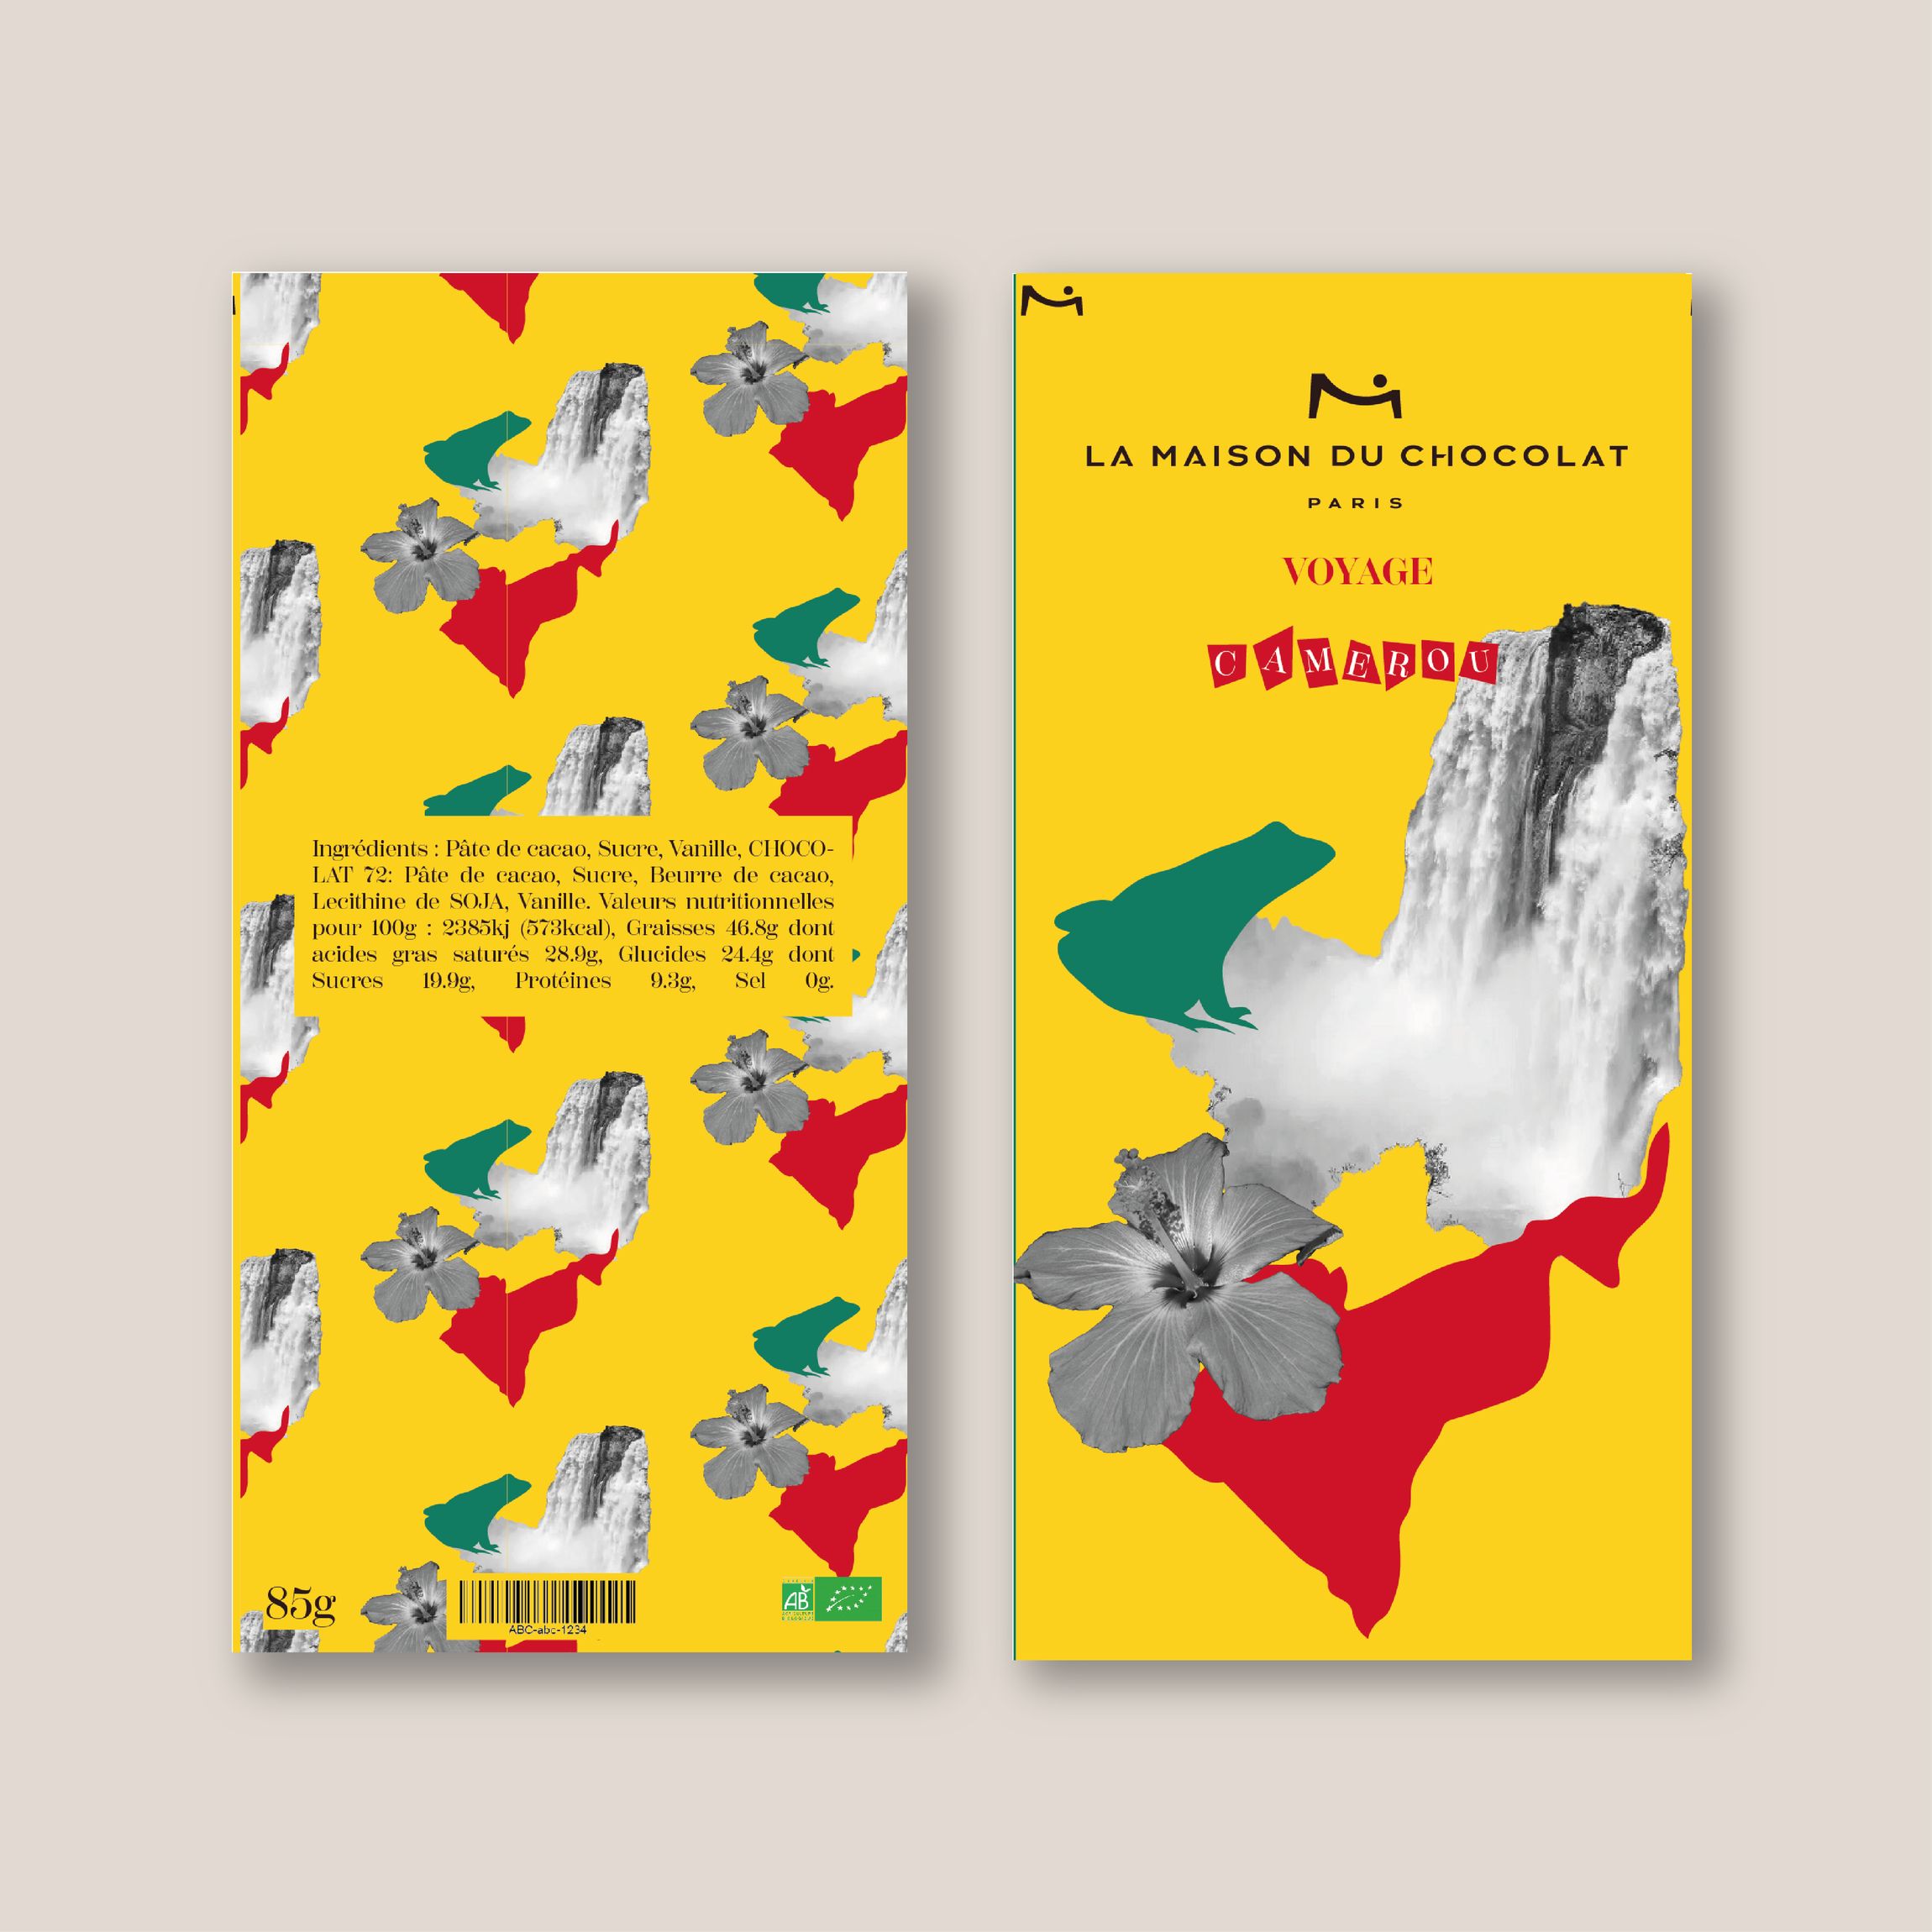 Ingrédients : Pâte de cacao, Sucre, Vanille, CHOCO-
LAT 72: Pâte de cacao, Sucre, Beurre de cacao,
Lecithine de SOJA, Vanille. Valeurs nutritionnelles
pour 100g : 2385kj (573kcal), Graisses 46.8g dont
acides gras saturés 28.9g, Glucides 24.4g dont
Sucres 19.9g, Protéines 9.3g, Sel 0g.
85g
ABC-abc-1234
AB
LA MAISON DU CHOCOLAT
PARIS
VOYAGE
CAMEROU